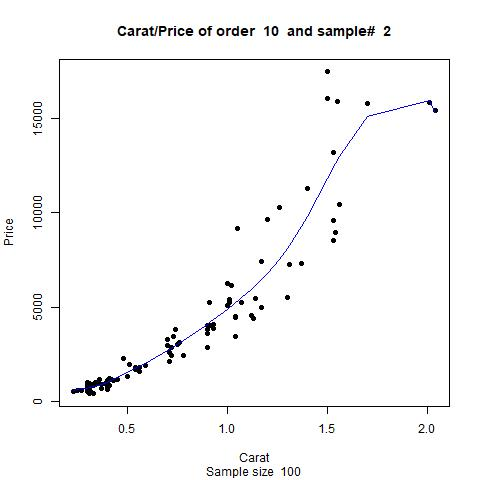 Carat/Price of order  10  and sample#  2
Price
15000
10000
5000
0
0.5 1.0 1.5 2.0
Carat
Sample size  100